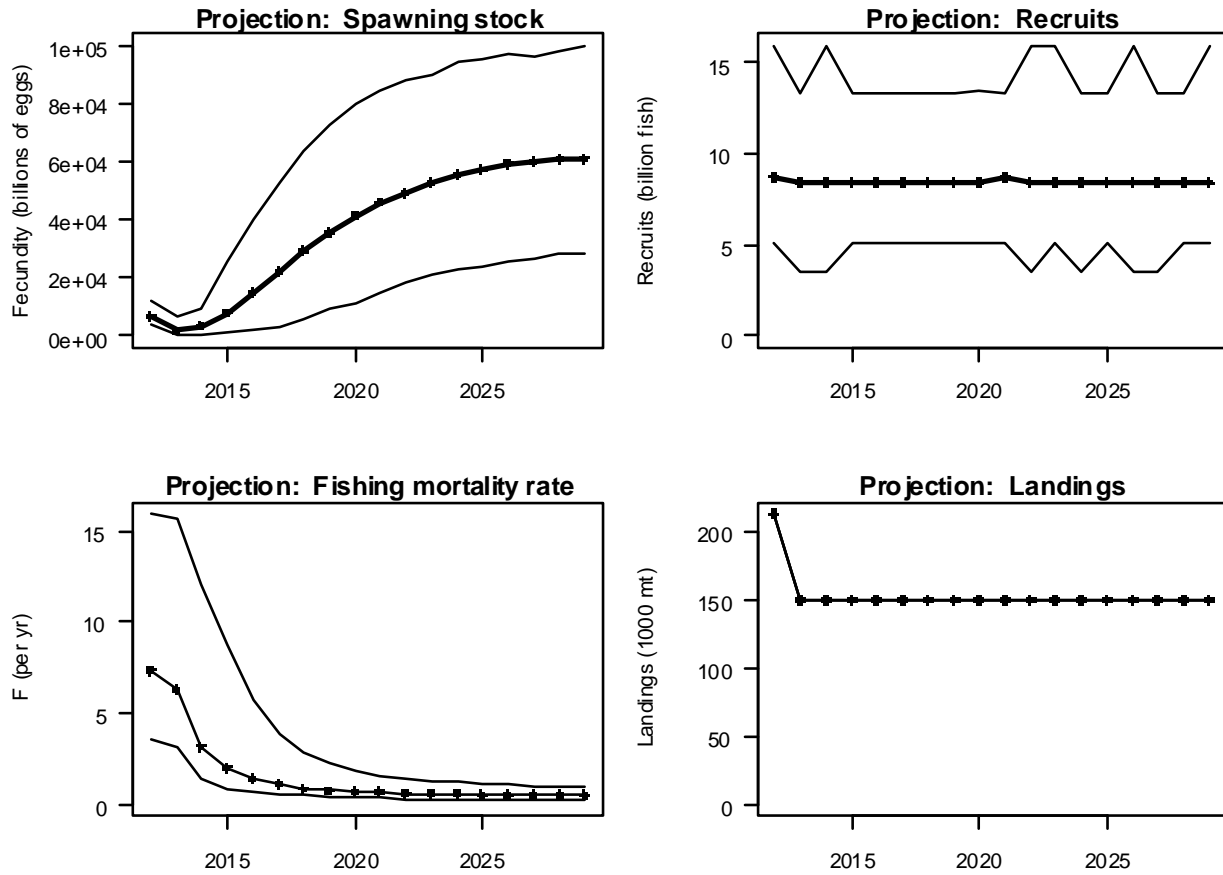 Projection: Spawning stock
Fecundity (billions of eggs)
1e+05
8e+04
6e+04
4e+04
2e+04
0e+00
2015 2020 2025
Projection: Recruits
Recruits (billion fish)
15
10
5
0
2015 2020 2025
Projection: Fishing mortality rate
F (per yr)
15
10
5
0
2015 2020 2025
Projection: Landings
Landings (1000 mt)
200
150
100
50
0
2015 2020 2025